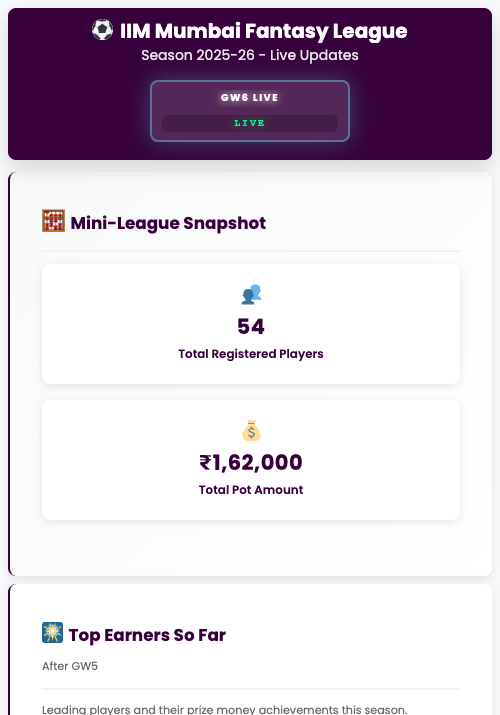 IIM Mumbai Fantasy League
Season 2025-26 - Live Updates
GW6 LIVE
LIVE
Mini-League Snapshot
54
Total Registered Players
₹1,62,000
Total Pot Amount
Top Earners So Far
After GW5
Leading players and their prize money achievements this season.